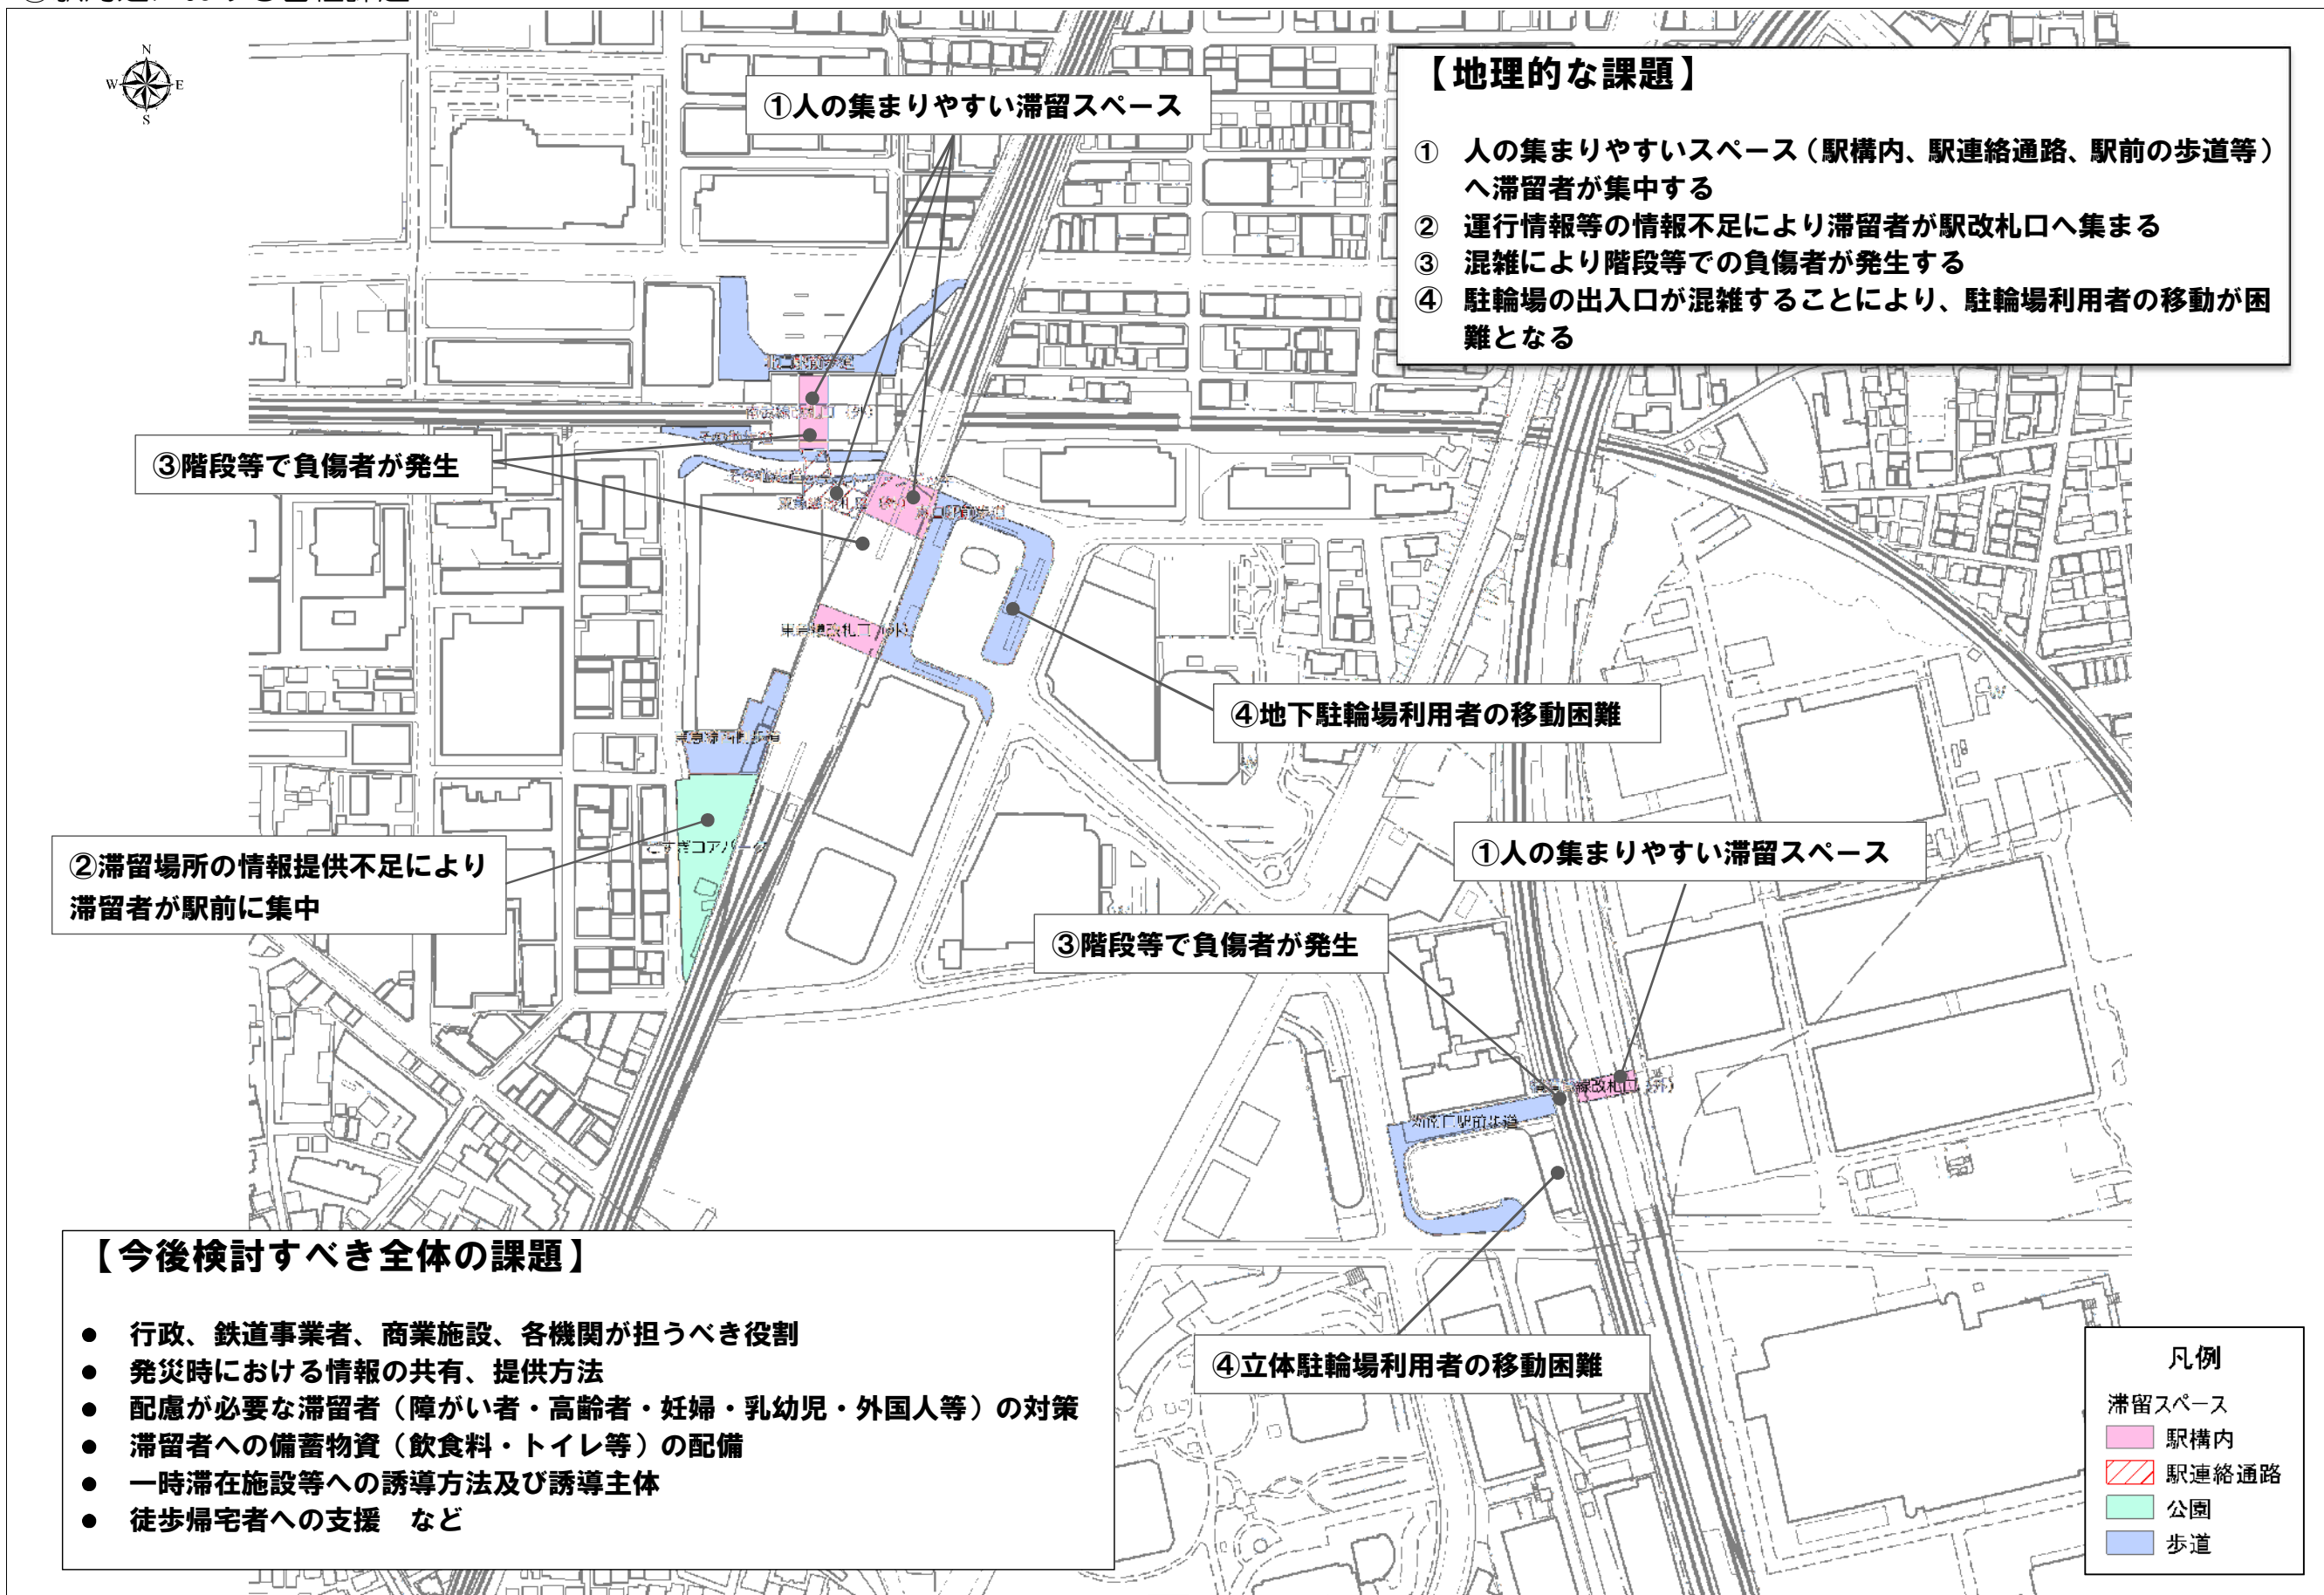 N
W
E
S
①人の集まりやすい滞留スペース
【地理的な課題】
① 人の集まりやすいスペース（駅構内、駅連絡通路、駅前の歩道等）
へ滞留者が集中する
② 運行情報等の情報不足により滞留者が駅改札口へ集まる
③ 混雑により階段等での負傷者が発生する
④ 駐輪場の出入口が混雑することにより、駐輪場利用者の移動が困
難となる
③階段等で負傷者が発生
④地下駐輪場利用者の移動困難
②滞留場所の情報提供不足により
滞留者が駅前に集中
こすぎコアパーク
①人の集まりやすい滞留スペース
③階段等で負傷者が発生
④立体駐輪場利用者の移動困難
【今後検討すべき全体の課題】
● 行政、鉄道事業者、商業施設、各機関が担うべき役割
● 発災時における情報の共有、提供方法
● 配慮が必要な滞留者（障がい者・高齢者・妊婦・乳幼児・外国人等）の対策
● 滞留者への備蓄物資（飲食料・トイレ等）の配備
● 一時滞在施設等への誘導方法及び誘導主体
● 徒歩帰宅者への支援　など
凡例
滞留スペース
駅構内
駅連絡通路
公園
歩道